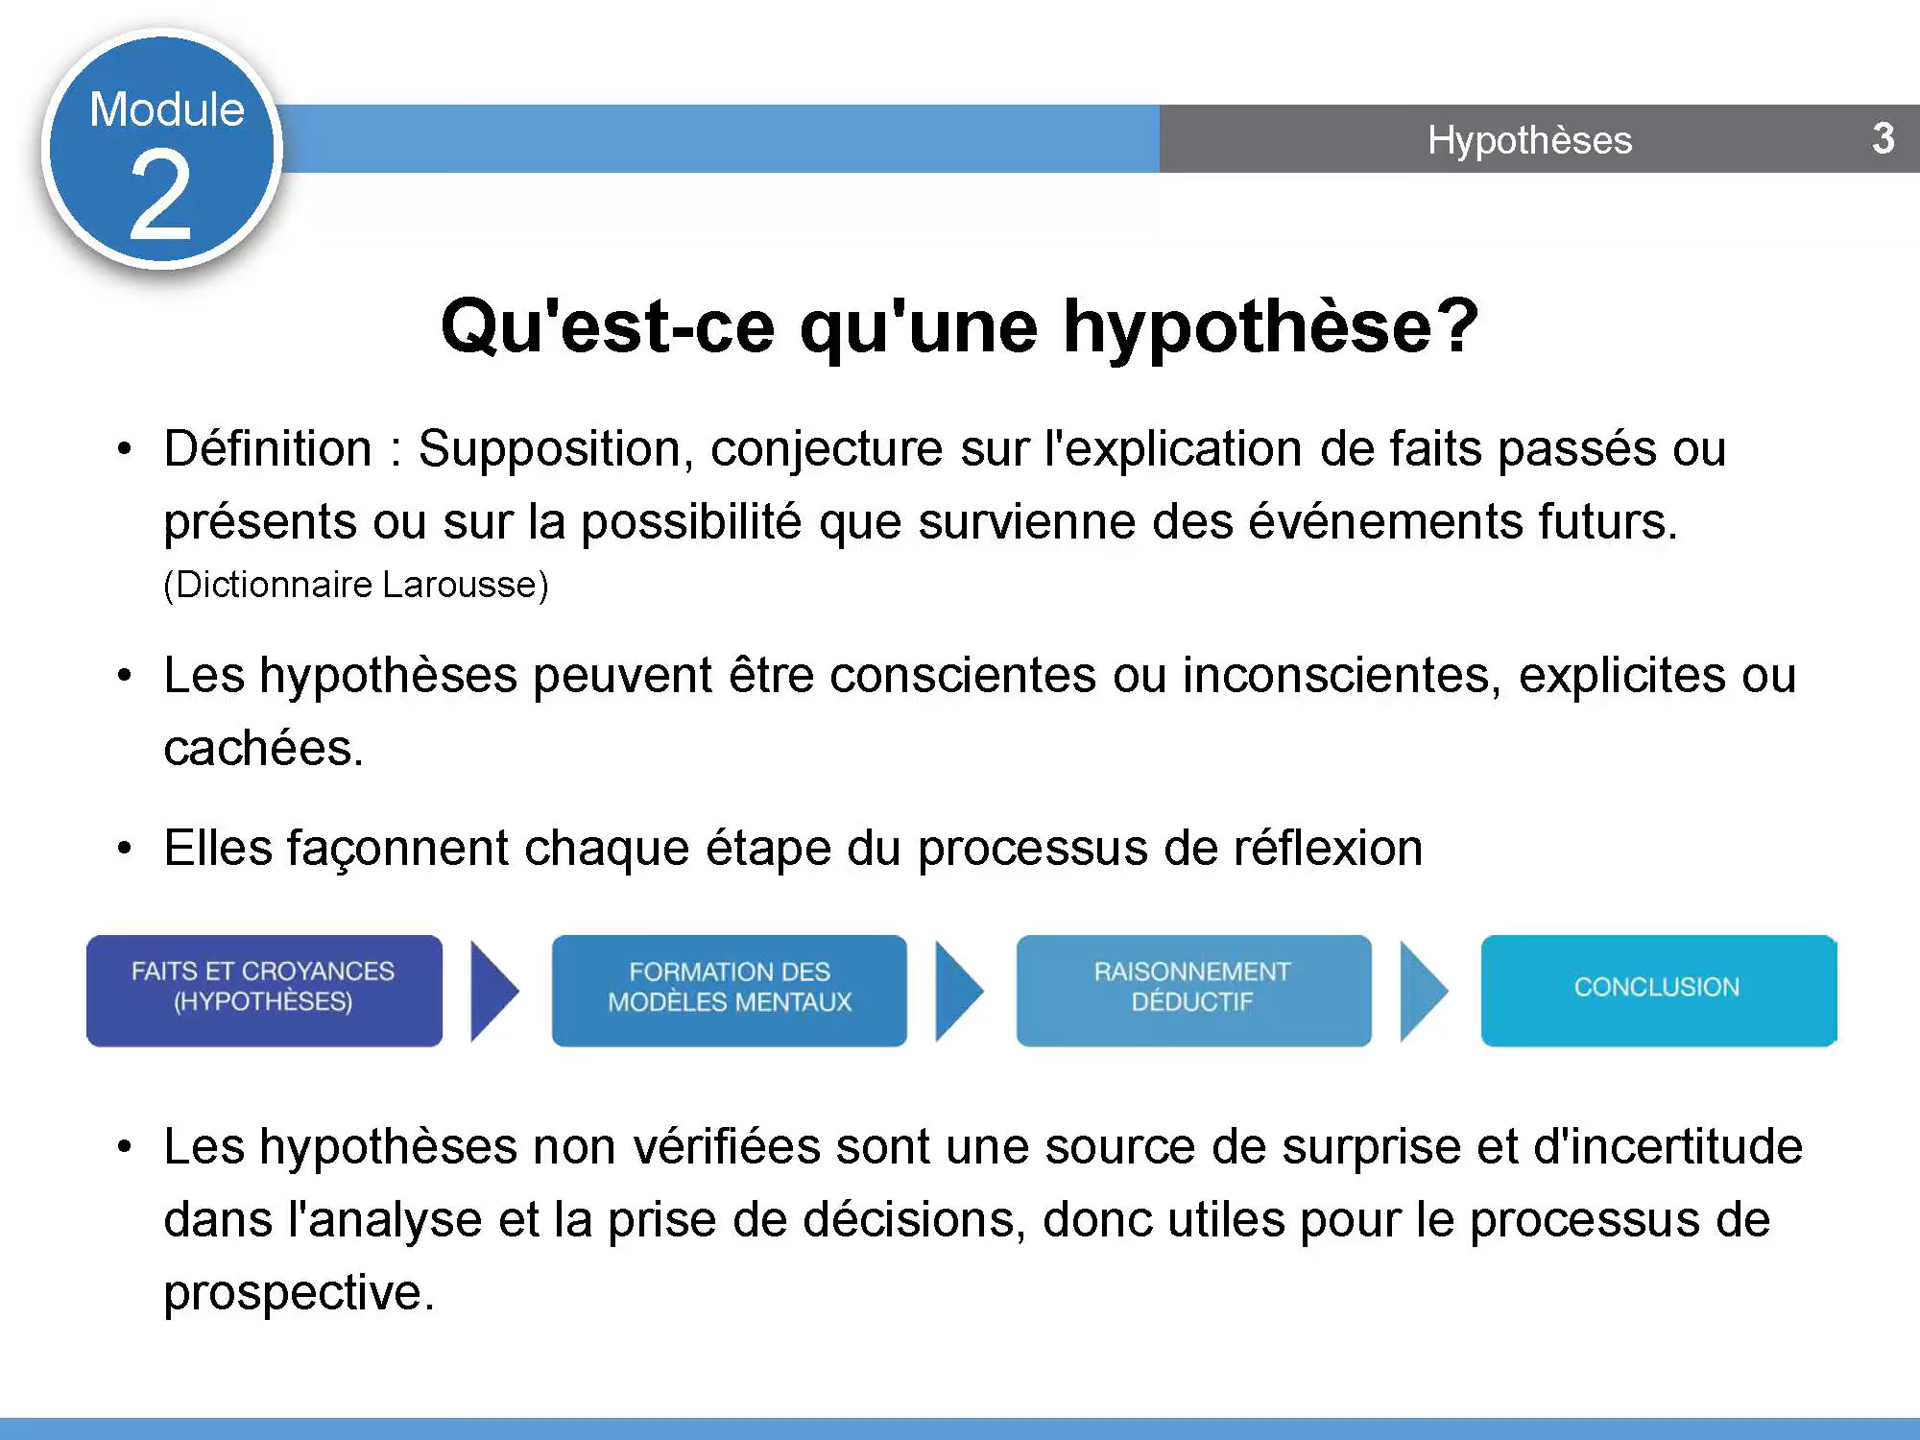 Module
2
Hypothèses
3
Qu'est-ce qu'une hypothèse?
• Définition : Supposition, conjecture sur l'explication de faits passés ou
présents ou sur la possibilité que survienne des événements futurs.
(Dictionnaire Larousse)
• Les hypothèses peuvent être conscientes ou inconscientes, explicites ou
cachées.
• Elles façonnent chaque étape du processus de réflexion
FAITS ET CROYANCES
(HYPOTHÈSES)
FORMATION DES
MODÈLES MENTAUX
RAISONNEMENT
DÉDUCTIF
CONCLUSION
• Les hypothèses non vérifiées sont une source de surprise et d'incertitude
dans l'analyse et la prise de décisions, donc utiles pour le processus de
prospective.